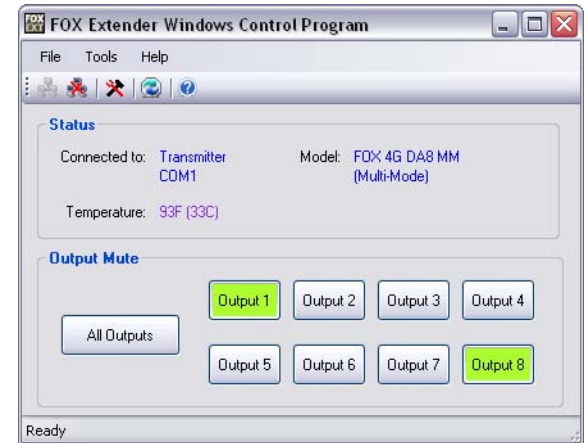 FOX EXT FOX Extender Windows Control Program
File Tools Help
Status
Connected to: Transmitter Model: FOX 4G DA8 MM
COM1 (Multi-Mode)
Temperature: 93F (33C)
Output Mute
Output 1 Output 2 Output 3 Output 4
All Outputs
Output 5 Output 6 Output 7 Output 8
Ready